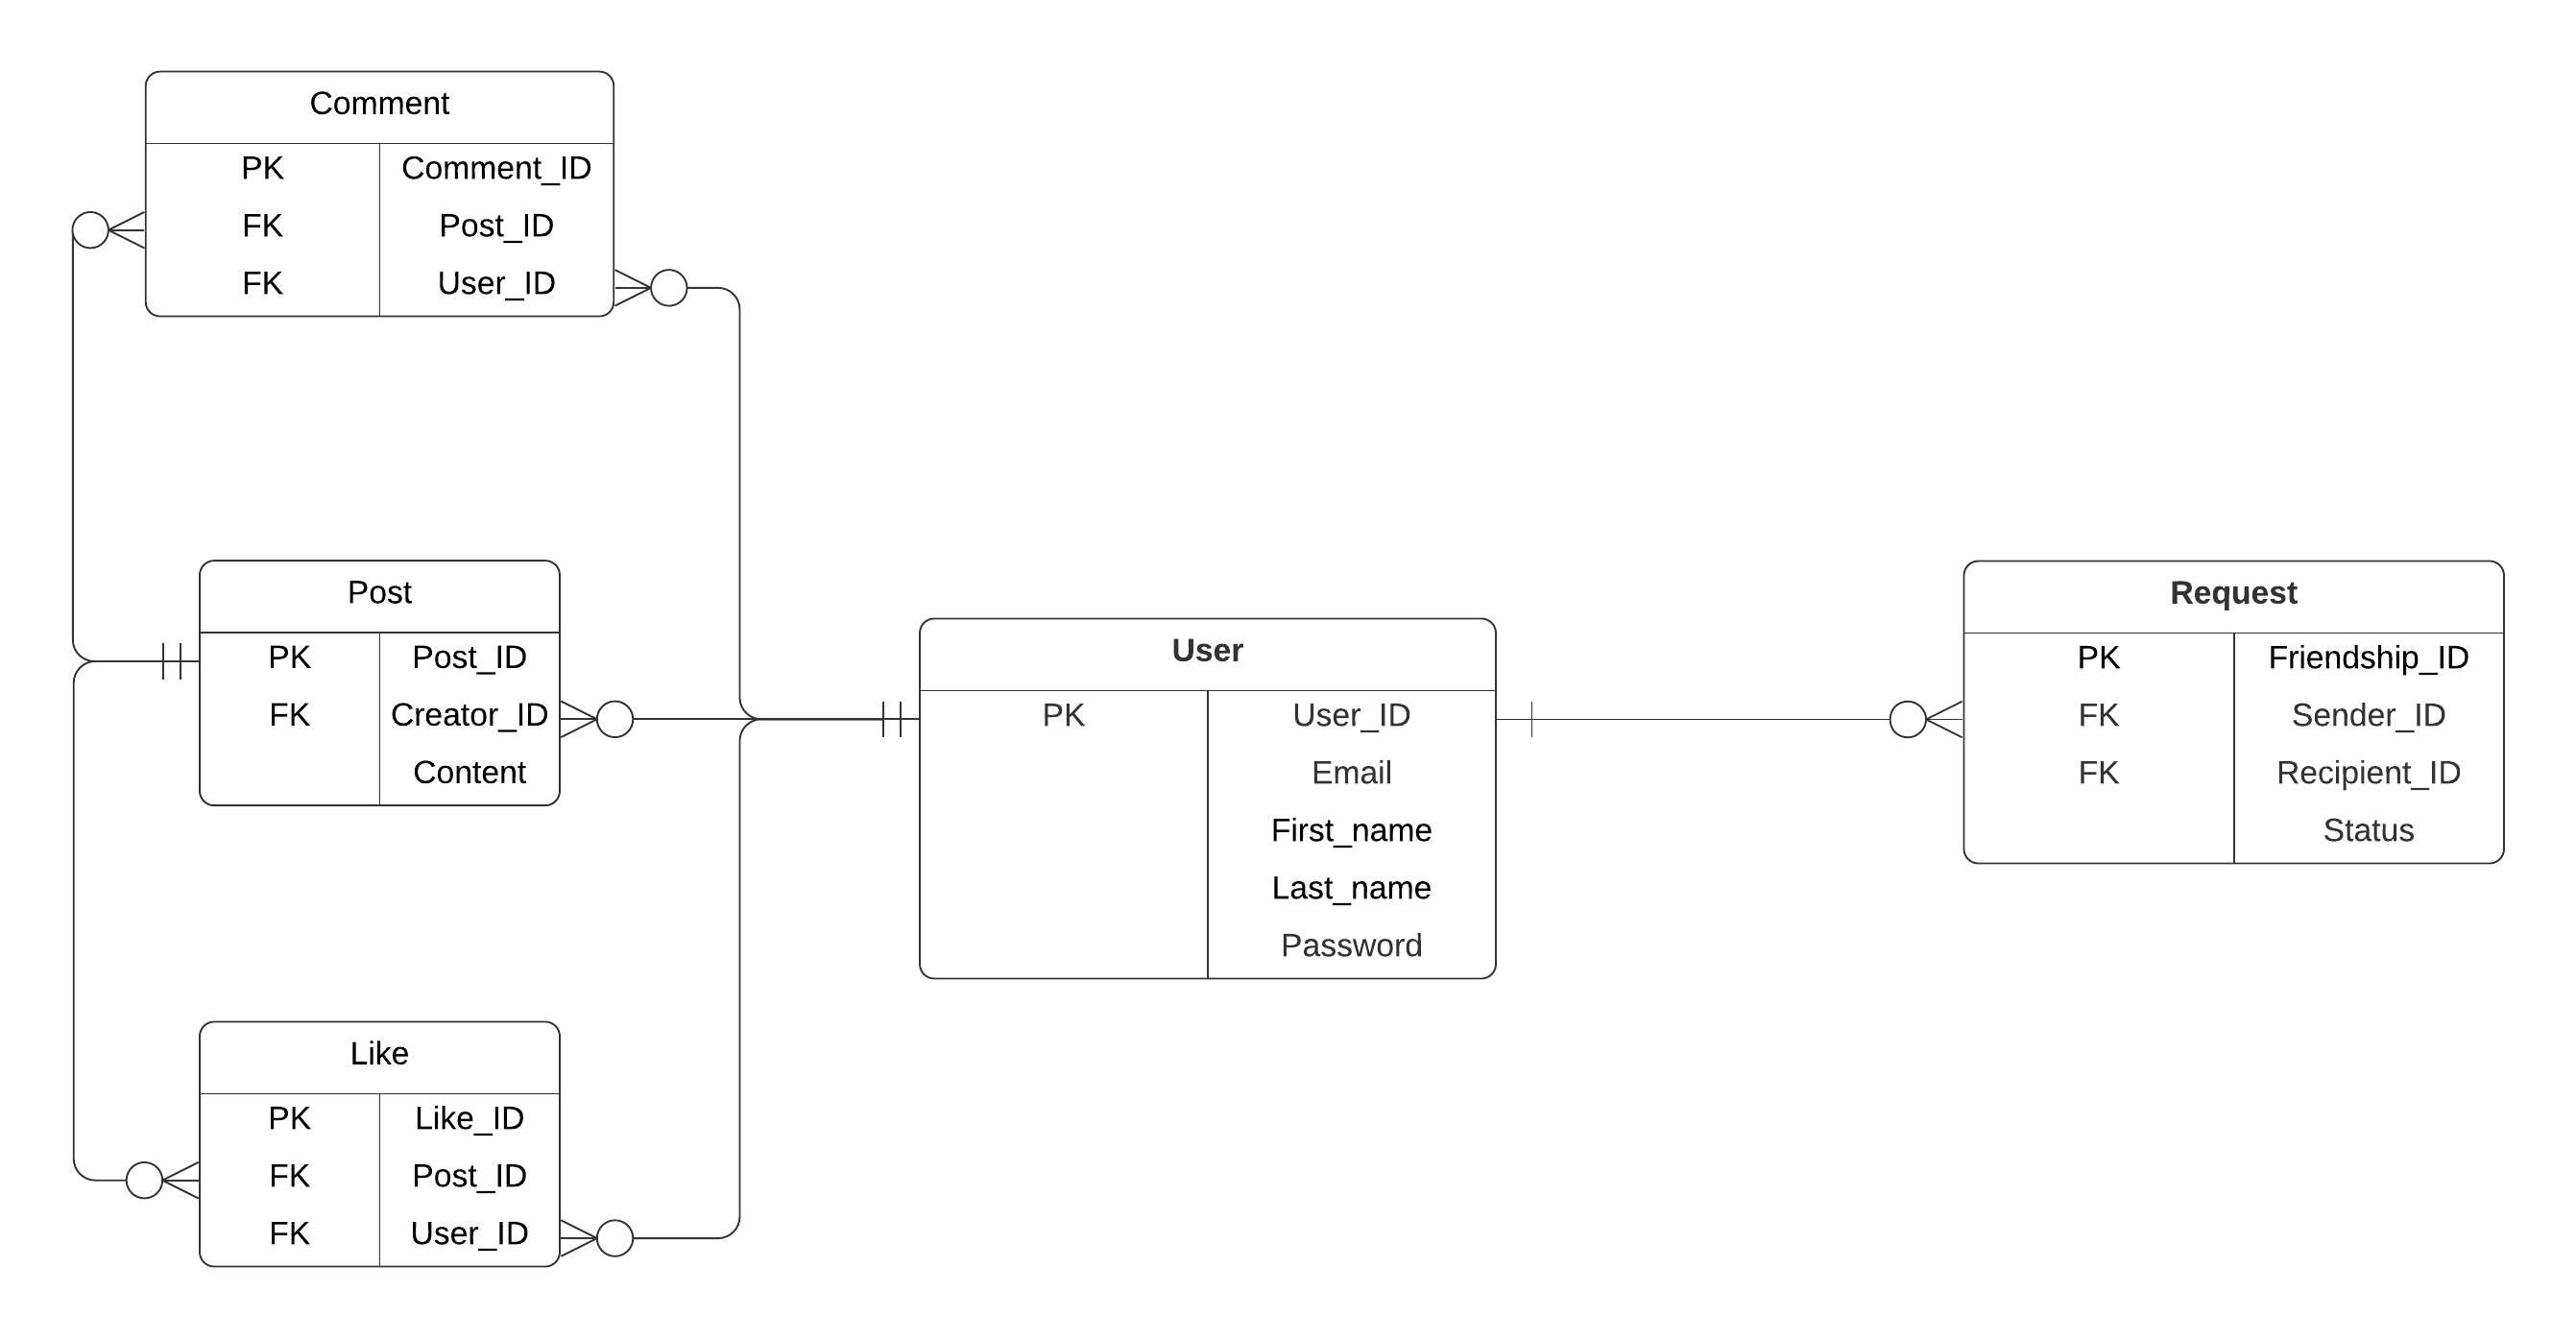 Comment
PK Comment_ID
FK Post_ID
FK User_ID
Post
PK Post_ID
FK Creator_ID
Content
Like
PK Like_ID
FK Post_ID
FK User_ID
User
PK User_ID
Email
First_name
Last_name
Password
Request
PK Friendship_ID
FK Sender_ID
FK Recipient_ID
Status